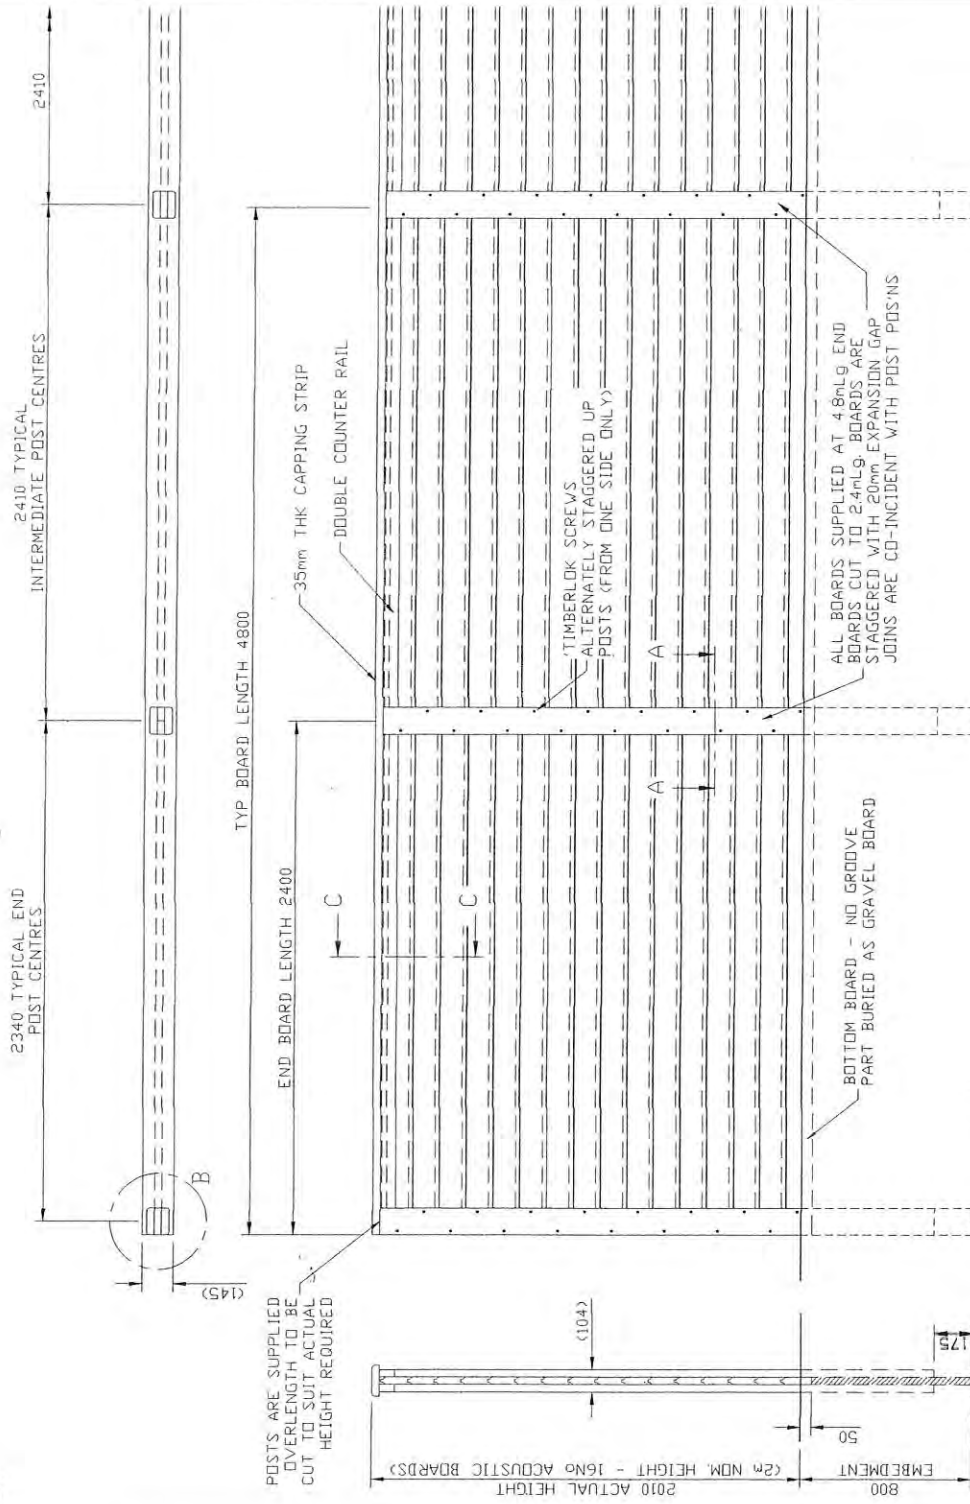 2340 TYPICAL END
POST CENTRES
2410 TYPICAL
INTERMEDIATE POST CENTRES
2410
B
(145)
TYP BOARD LENGTH 4800
END BOARD LENGTH 2400
35mm THK CAPPING STRIP
DOUBLE COUNTER RAIL
C
C
POSTS ARE SUPPLIED
OVERLENGTH TO BE
CUT TO SUIT ACTUAL
HEIGHT REQUIRED
'TIMBERLOK SCREWS
ALTERNATELY STAGGERED UP
POSTS (FROM ONE SIDE ONLY)
A
A
(104)
2010 ACTUAL HEIGHT
(2m NOM. HEIGHT - 16No ACOUSTIC BOARDS)
50
800
EMBEDMENT
175
BOTTOM BOARD - NO GROOVE
PART BURIED AS GRAVEL BOARD
ALL BOARDS SUPPLIED AT 4.8mLg END
BOARDS CUT TO 2.4mLg. BOARDS ARE
STAGGERED WITH 20mm EXPANSION GAP
JOINS ARE CO-INCIDENT WITH POST POS'NS